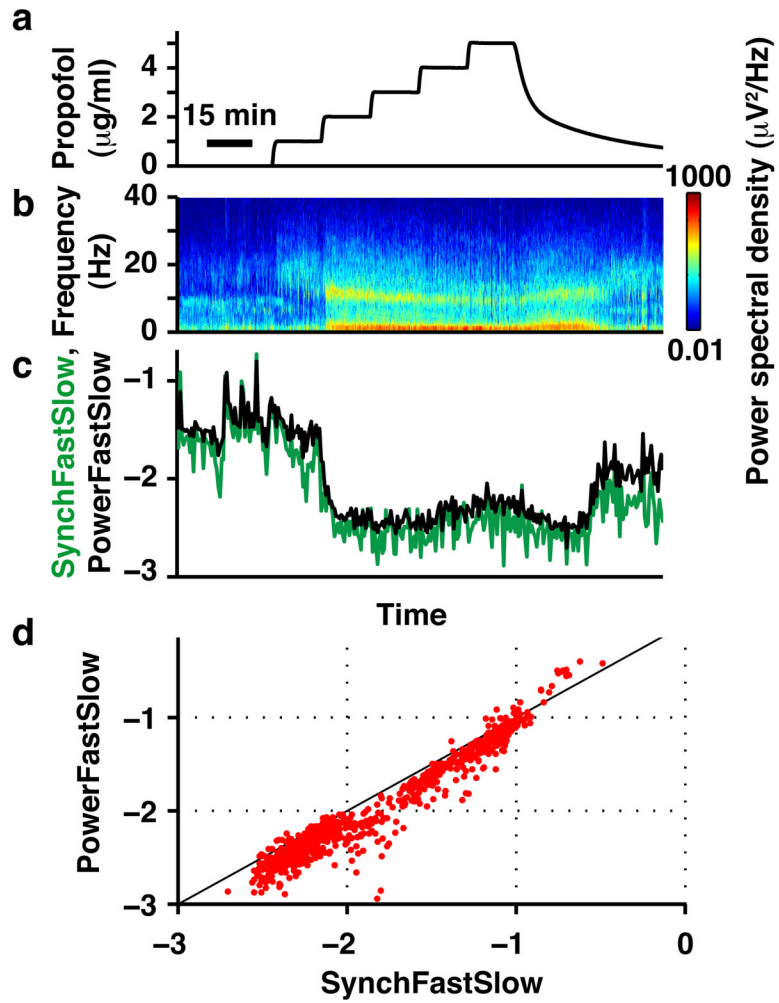 a
Propofol
(μg/ml)
4
2
0
15 min
b
Frequency
(Hz)
40
20
0
1000
0.01
Power spectral density (μV²/Hz)
c
SynchFastSlow,
PowerFastSlow
−1
−2
−3
Time
d
PowerFastSlow
−1
−2
−3
−3
−2
−1
0
SynchFastSlow